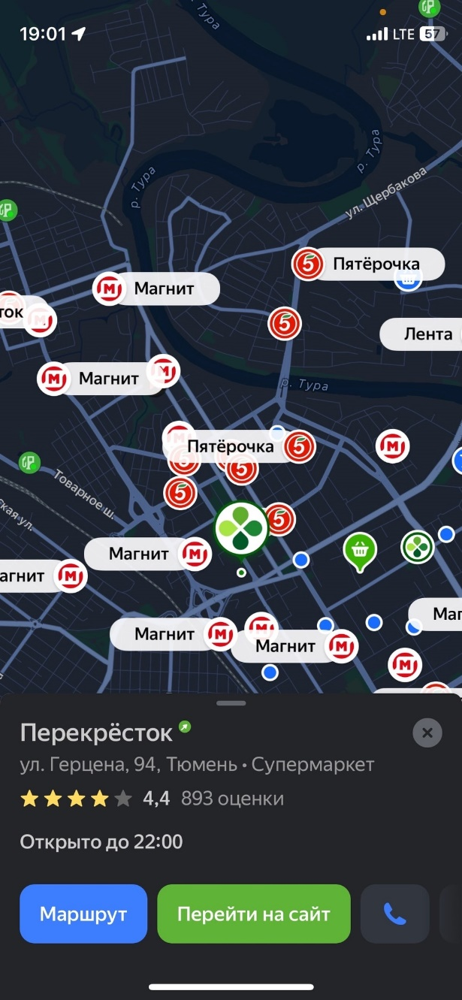 19:01
LTE 57
р. Тура
р. Тура
р. Тура
ул. Щербакова
Пятёрочка
Магнит
ток
Лента
Магнит
р. Тура
Пятёрочка
Товарное ш.
ская ул.
Магнит
агнит
Маг
Магнит
Магнит
Перекрёсток
ул. Герцена, 94, Тюмень • Супермаркет
4,4 893 оценки
Открыто до 22:00
Маршрут
Перейти на сайт